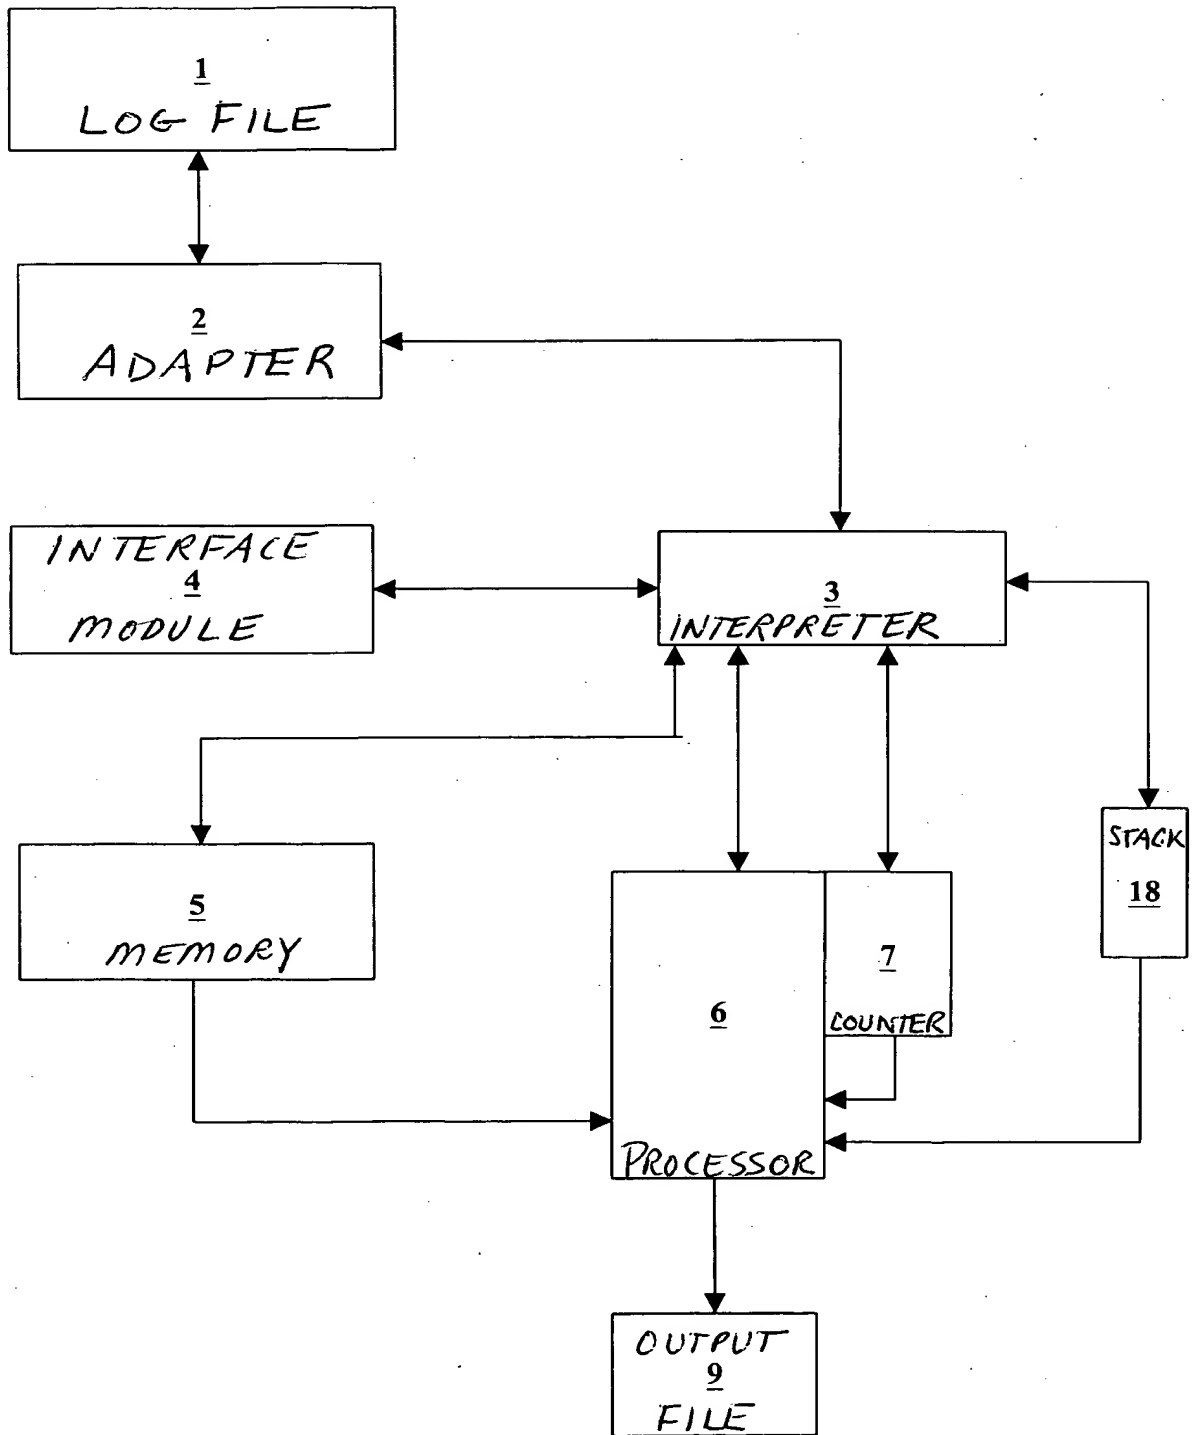 1
LOG FILE
2
ADAPTER
INTERFACE
4
MODULE
3
INTERPRETER
STACK
18
5
MEMORY
7
COUNTER
6
PROCESSOR
OUTPUT
9
FILE